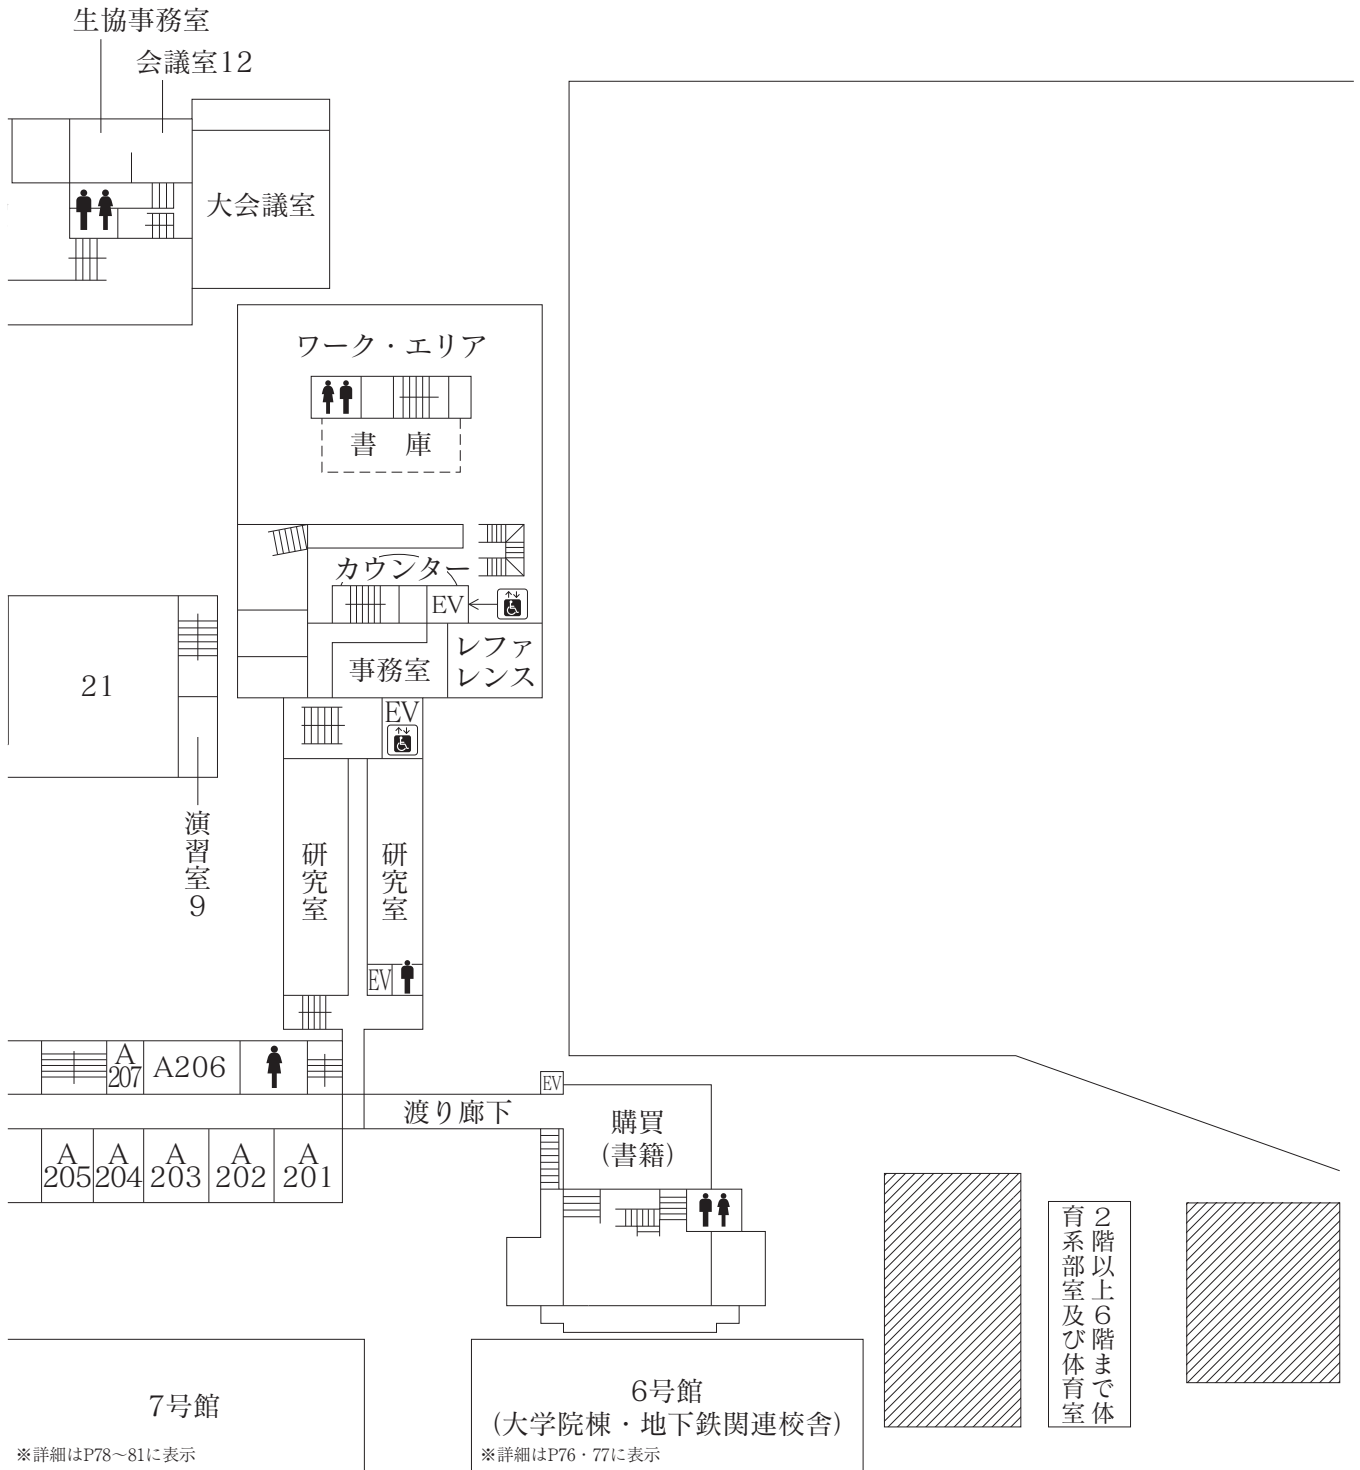 生協事務室
会議室12
大会議室
ワーク・エリア
書 庫
カウンター
EV
レファ
レンス
事務室
21
EV
演習室9
研究室
研究室
EV
A
207
A206
EV
渡り廊下
購買
(書籍)
A
205
A
204
A
203
A
202
A
201
2階以上6階まで体
育系部室及び体育室
7号館
※詳細はP78～81に表示
6号館
(大学院棟・地下鉄関連校舎)
※詳細はP76・77に表示